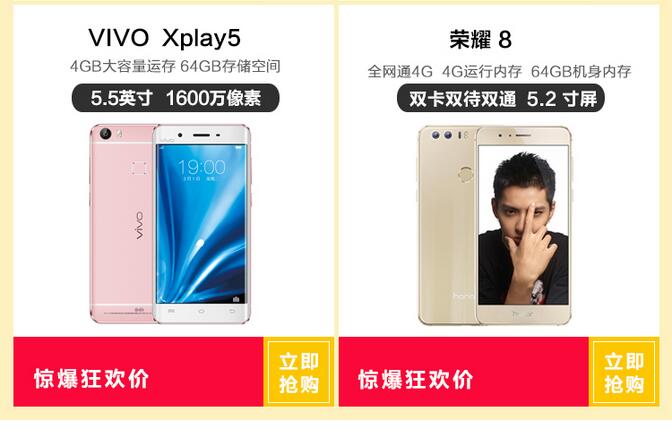 VIVO Xplay5
4GB大容量运存 64GB存储空间
5.5英寸 1600万像素
vivo
19:00
vivo
惊爆狂欢价
立即
抢购
荣耀 8
全网通4G 4G运行内存 64GB机身内存
双卡双待双通 5.2 寸屏
honor
honor
惊爆狂欢价
立即
抢购